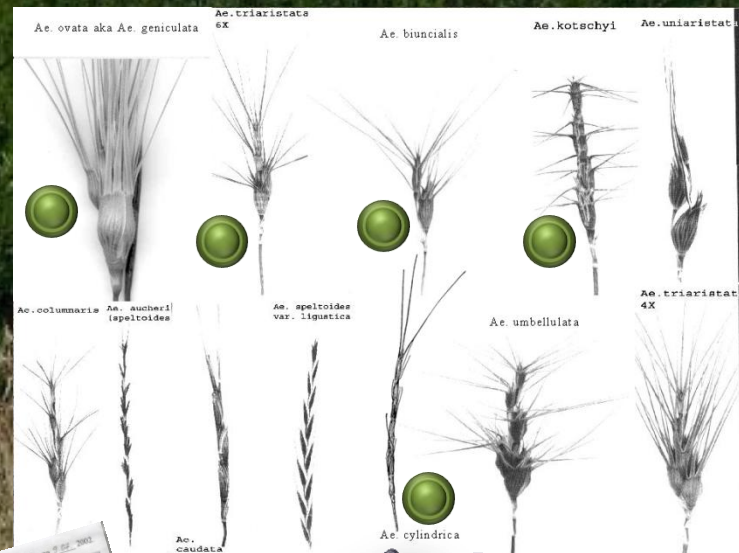 Ae. ovata aka Ae. geniculata
Ae.triaristata
6X
Ae. biuncialis
Ae.kotschyi
Ae.uniaristat
Ae.columnaris
Ae. aucheri
(speltoides
Ae. speltoides
var. ligustica
Ae. umbellulata
Ae.triaristat
4X
Ae.
caudata
Ae. cylindrica
2002